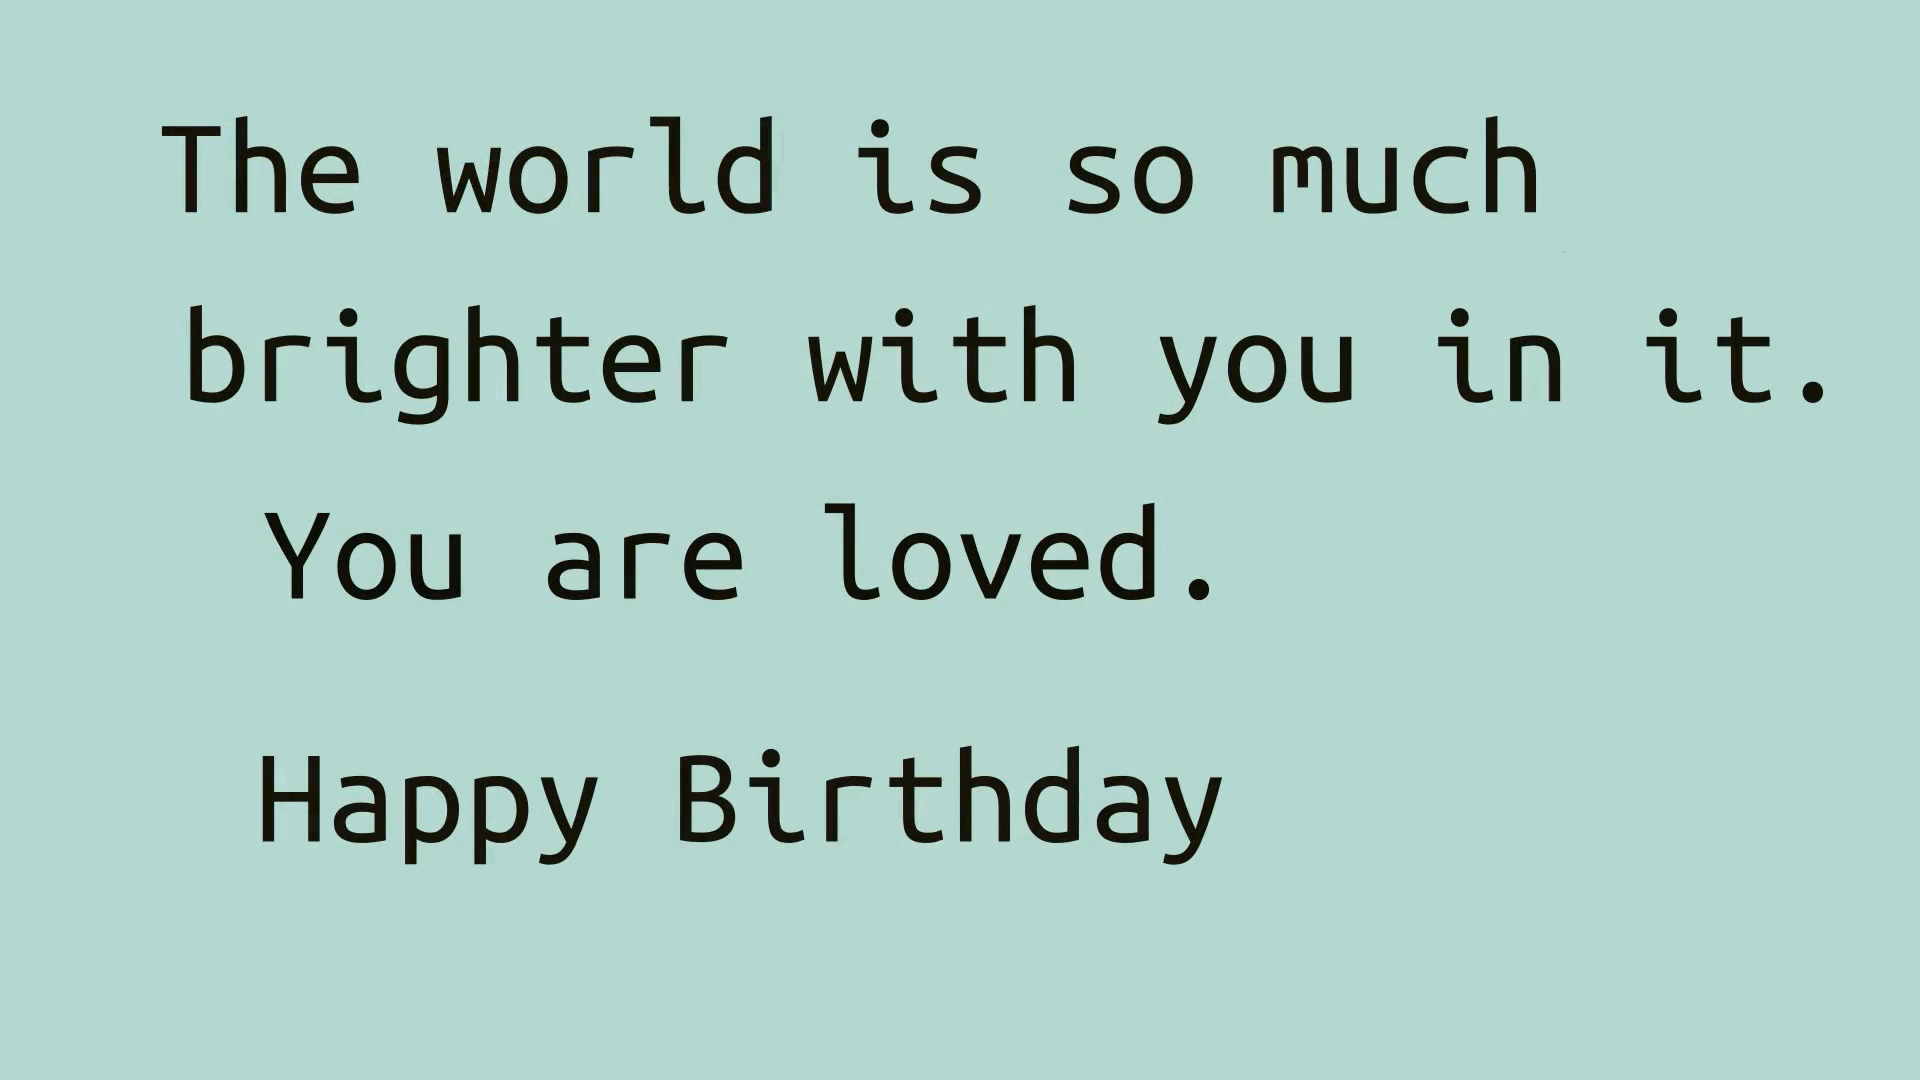 The world is so much
brighter with you in it.
You are loved.
Happy Birthday